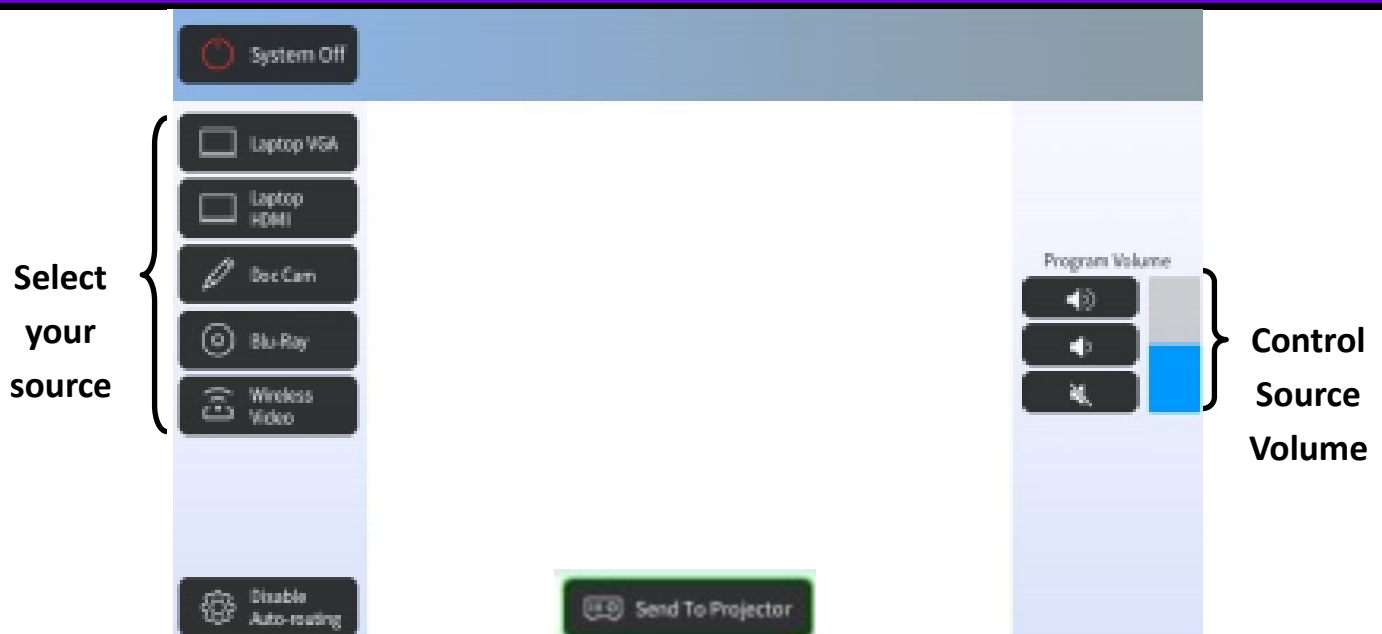 System Off
Laptop VGA
Laptop
HDMI
Doc Cam
Blu-Ray
Wireless
Video
Disable
Auto-routing
Select
your
source
Send To Projector
Program Volume
Control
Source
Volume